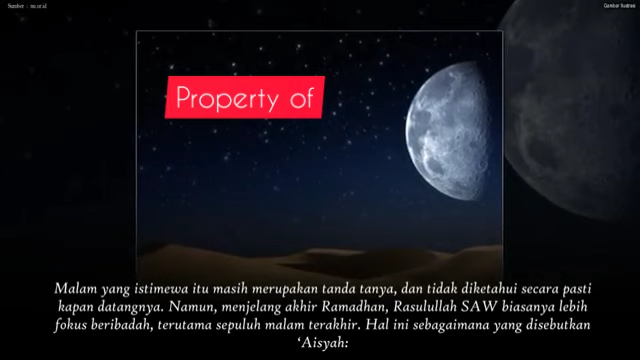 Sumber : nu.or.id
Gambar Ilustrasi
Property of
Malam yang istimewa itu masih merupakan tanda tanya, dan tidak diketahui secara pasti
kapan datangnya. Namun, menjelang akhir Ramadhan, Rasulullah SAW biasanya lebih
fokus beribadah, terutama sepuluh malam terakhir. Hal ini sebagaimana yang disebutkan
‘Aisyah: